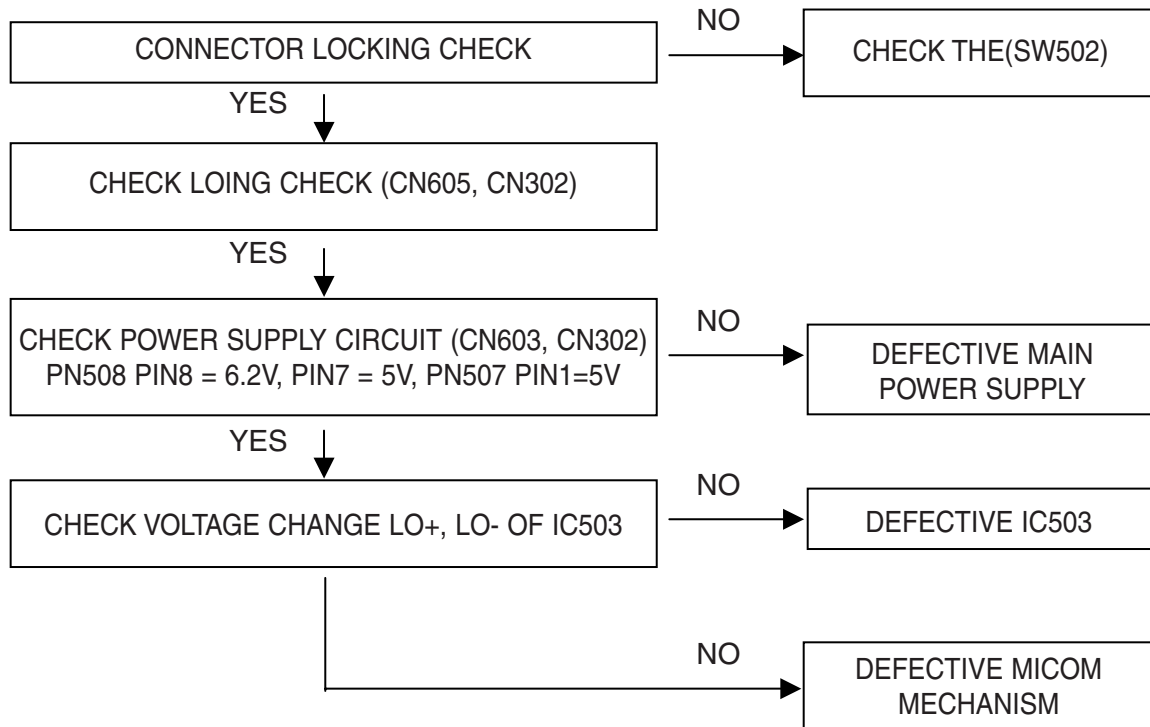 CONNECTOR LOCKING CHECK
NO
CHECK THE(SW502)
YES
CHECK LOING CHECK (CN605, CN302)
YES
CHECK POWER SUPPLY CIRCUIT (CN603, CN302)
PN508 PIN8 = 6.2V, PIN7 = 5V, PN507 PIN1=5V
NO
DEFECTIVE MAIN
POWER SUPPLY
YES
CHECK VOLTAGE CHANGE LO+, LO- OF IC503
NO
DEFECTIVE IC503
NO
DEFECTIVE MICOM
MECHANISM